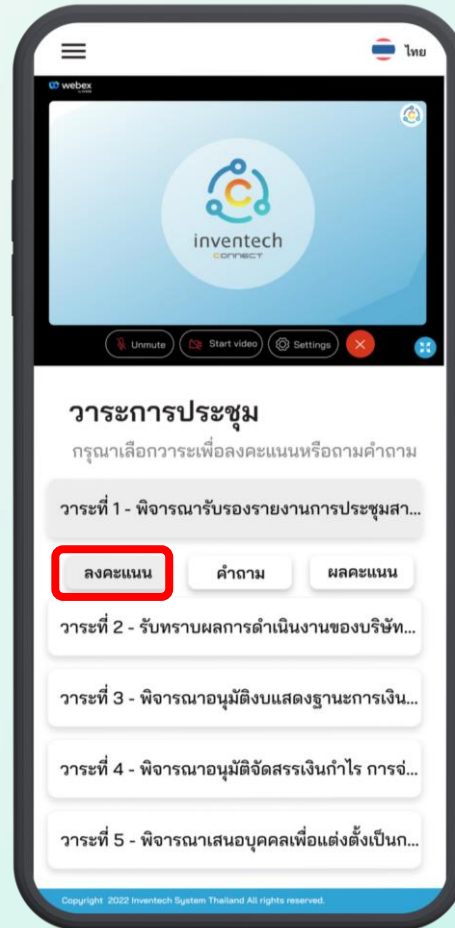 ไทย
webex
inventech
CONNECT
Unmute
Start video
Settings
วาระการประชุม
กรุณาเลือกวาระเพื่อลงคะแนนหรือถามคำถาม
วาระที่ 1 - พิจารณารับรองรายงานการประชุมสา...
ลงคะแนน
คำถาม
ผลคะแนน
วาระที่ 2 - รับทราบผลการดำเนินงานของบริษัท...
วาระที่ 3 - พิจารณาอนุมัติงบแสดงฐานะการเงิน...
วาระที่ 4 - พิจารณาอนุมัติจัดสรรเงินกำไร การจ่...
วาระที่ 5 - พิจารณาเสนอบุคคลเพื่อแต่งตั้งเป็นก...
Copyright 2022 Inventech System Thailand All rights reserved.